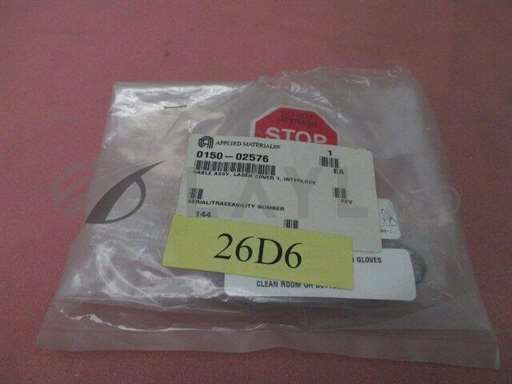 STOP
APPLIED MATERIALS
1
0150-02576
EA
CABLE ASSY, LASER COVER 1, INTERLOCK
REV
SERIAL/TRACEABILITY NUMBER
144
26D6
GLOVES
CLEAN ROOM OR